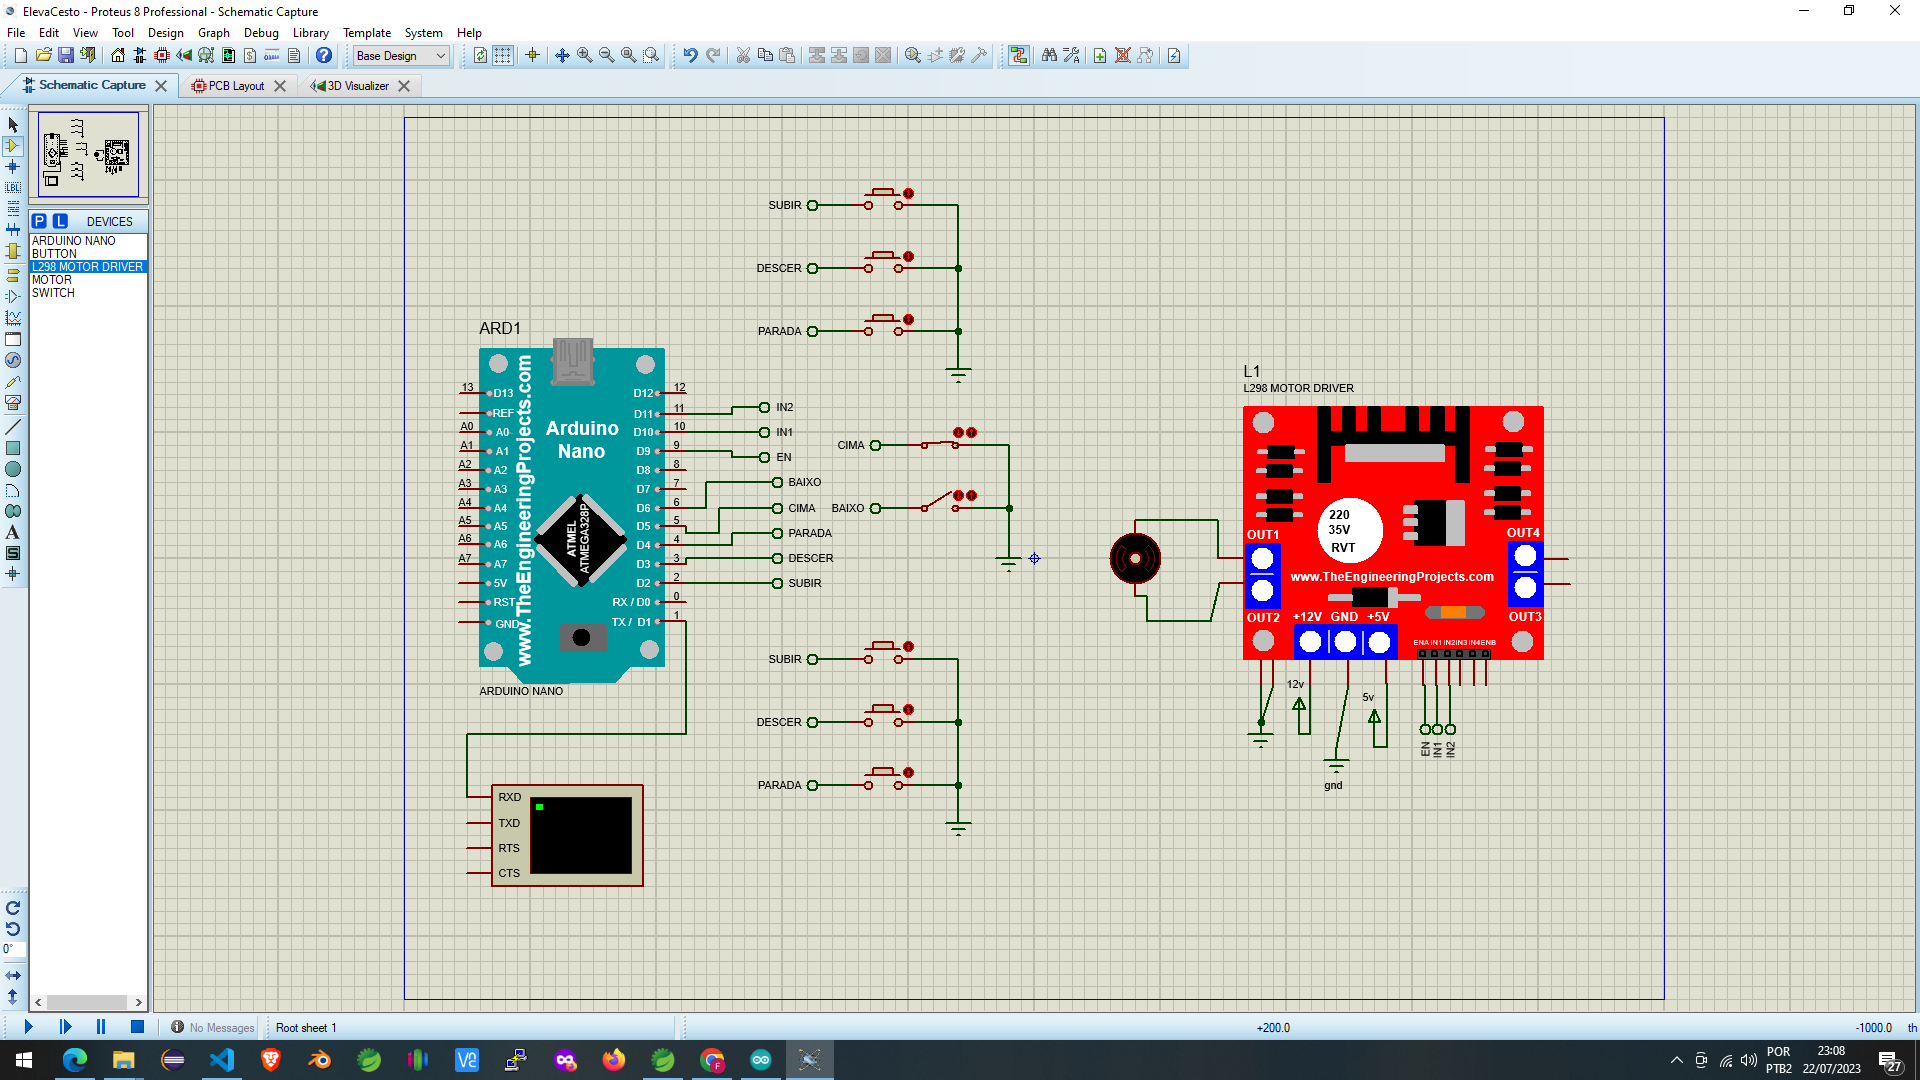 ElevaCesto - Proteus 8 Professional - Schematic Capture
File Edit View Tool Design Graph Debug Library Template System Help
Base Design
Schematic Capture
PCB Layout
3D Visualizer
P L DEVICES
ARDUINO NANO
BUTTON
L298 MOTOR DRIVER
MOTOR
SWITCH
LBL
A
S
0°
SUBIR
DESCER
PARADA
ARD1
www.TheEngineeringProjects.com
Arduino
Nano
ATMEL
ATMEGA328P
13 D13
REF
A0 A0
A1 A1
A2 A2
A3 A3
A4 A4
A5 A5
A6 A6
A7 A7
5V
RST
GND
D12 12
D11 11
D10 10
D9 9
D8 8
D7 7
D6 6
D5 5
D4 4
D3 3
D2 2
RX / D0 0
TX / D1 1
ARDUINO NANO
IN2
IN1
EN
BAIXO
CIMA
PARADA
DESCER
SUBIR
CIMA
BAIXO
SUBIR
DESCER
PARADA
RXD
TXD
RTS
CTS
L1
L298 MOTOR DRIVER
220
35V
RVT
OUT1
OUT4
www.TheEngineeringProjects.com
OUT2
+12V GND +5V
OUT3
ENA IN1 IN2 IN3 IN4 ENB
12v
5v
gnd
EN
IN1
IN2
No Messages
Root sheet 1
+200.0
-1000.0
th
POR
PTB2
23:08
22/07/2023
27